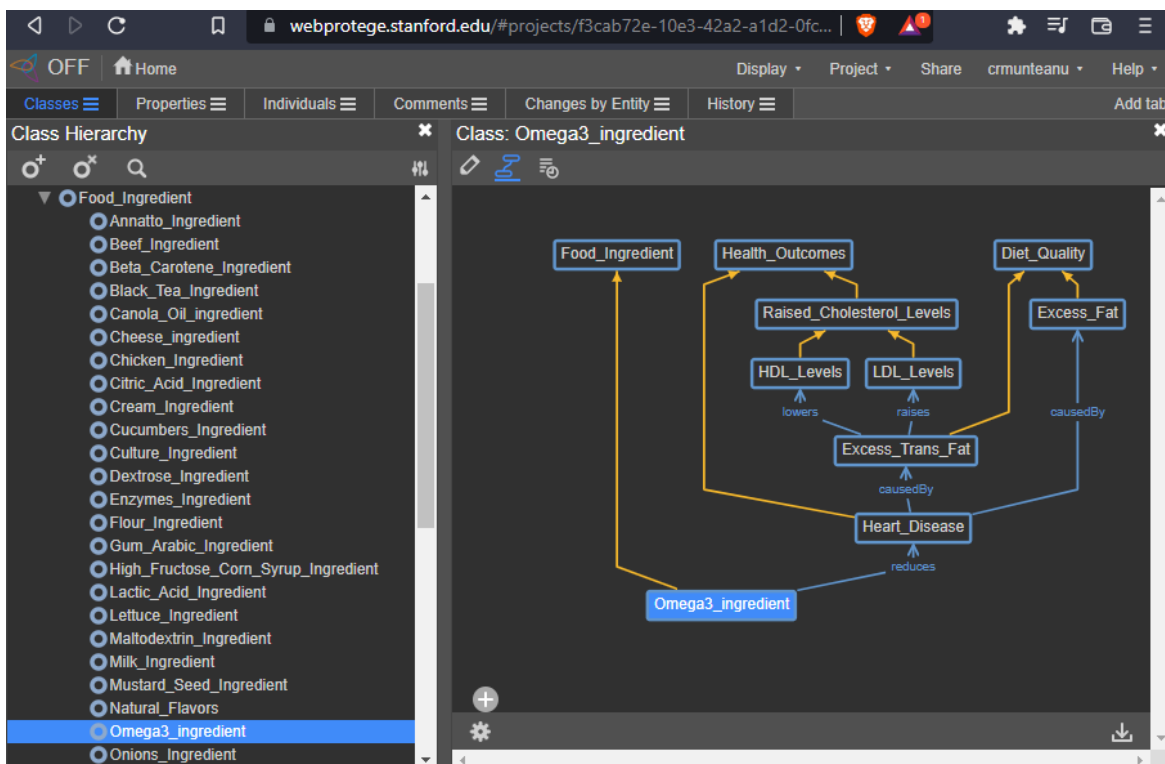 webprotege.stanford.edu/#projects/f3cab72e-10e3-42a2-a1d2-0fc...
1
OFF Home Display Project Share crmunteanu Help
Classes Properties Individuals Comments Changes by Entity History Add tab
Class Hierarchy
Food_Ingredient
Annatto_Ingredient
Beef_Ingredient
Beta_Carotene_Ingredient
Black_Tea_Ingredient
Canola_Oil_ingredient
Cheese_ingredient
Chicken_Ingredient
Citric_Acid_Ingredient
Cream_Ingredient
Cucumbers_Ingredient
Culture_Ingredient
Dextrose_Ingredient
Enzymes_Ingredient
Flour_Ingredient
Gum_Arabic_Ingredient
High_Fructose_Corn_Syrup_Ingredient
Lactic_Acid_Ingredient
Lettuce_Ingredient
Maltodextrin_Ingredient
Milk_Ingredient
Mustard_Seed_Ingredient
Natural_Flavors
Omega3_ingredient
Onions_Ingredient
Class: Omega3_ingredient
Food_Ingredient Health_Outcomes Diet_Quality
Raised_Cholesterol_Levels Excess_Fat
HDL_Levels LDL_Levels
lowers raises causedBy
Excess_Trans_Fat
causedBy
Heart_Disease
reduces
Omega3_ingredient